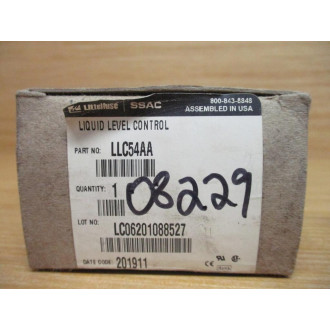 Littelfuse SSAC
800-843-8848
ASSEMBLED IN USA
LIQUID LEVEL CONTROL
PART NO: LLC54AA
QUANTITY: 1
08229
LOT NO: LC06201088527
DATE CODE: 201911